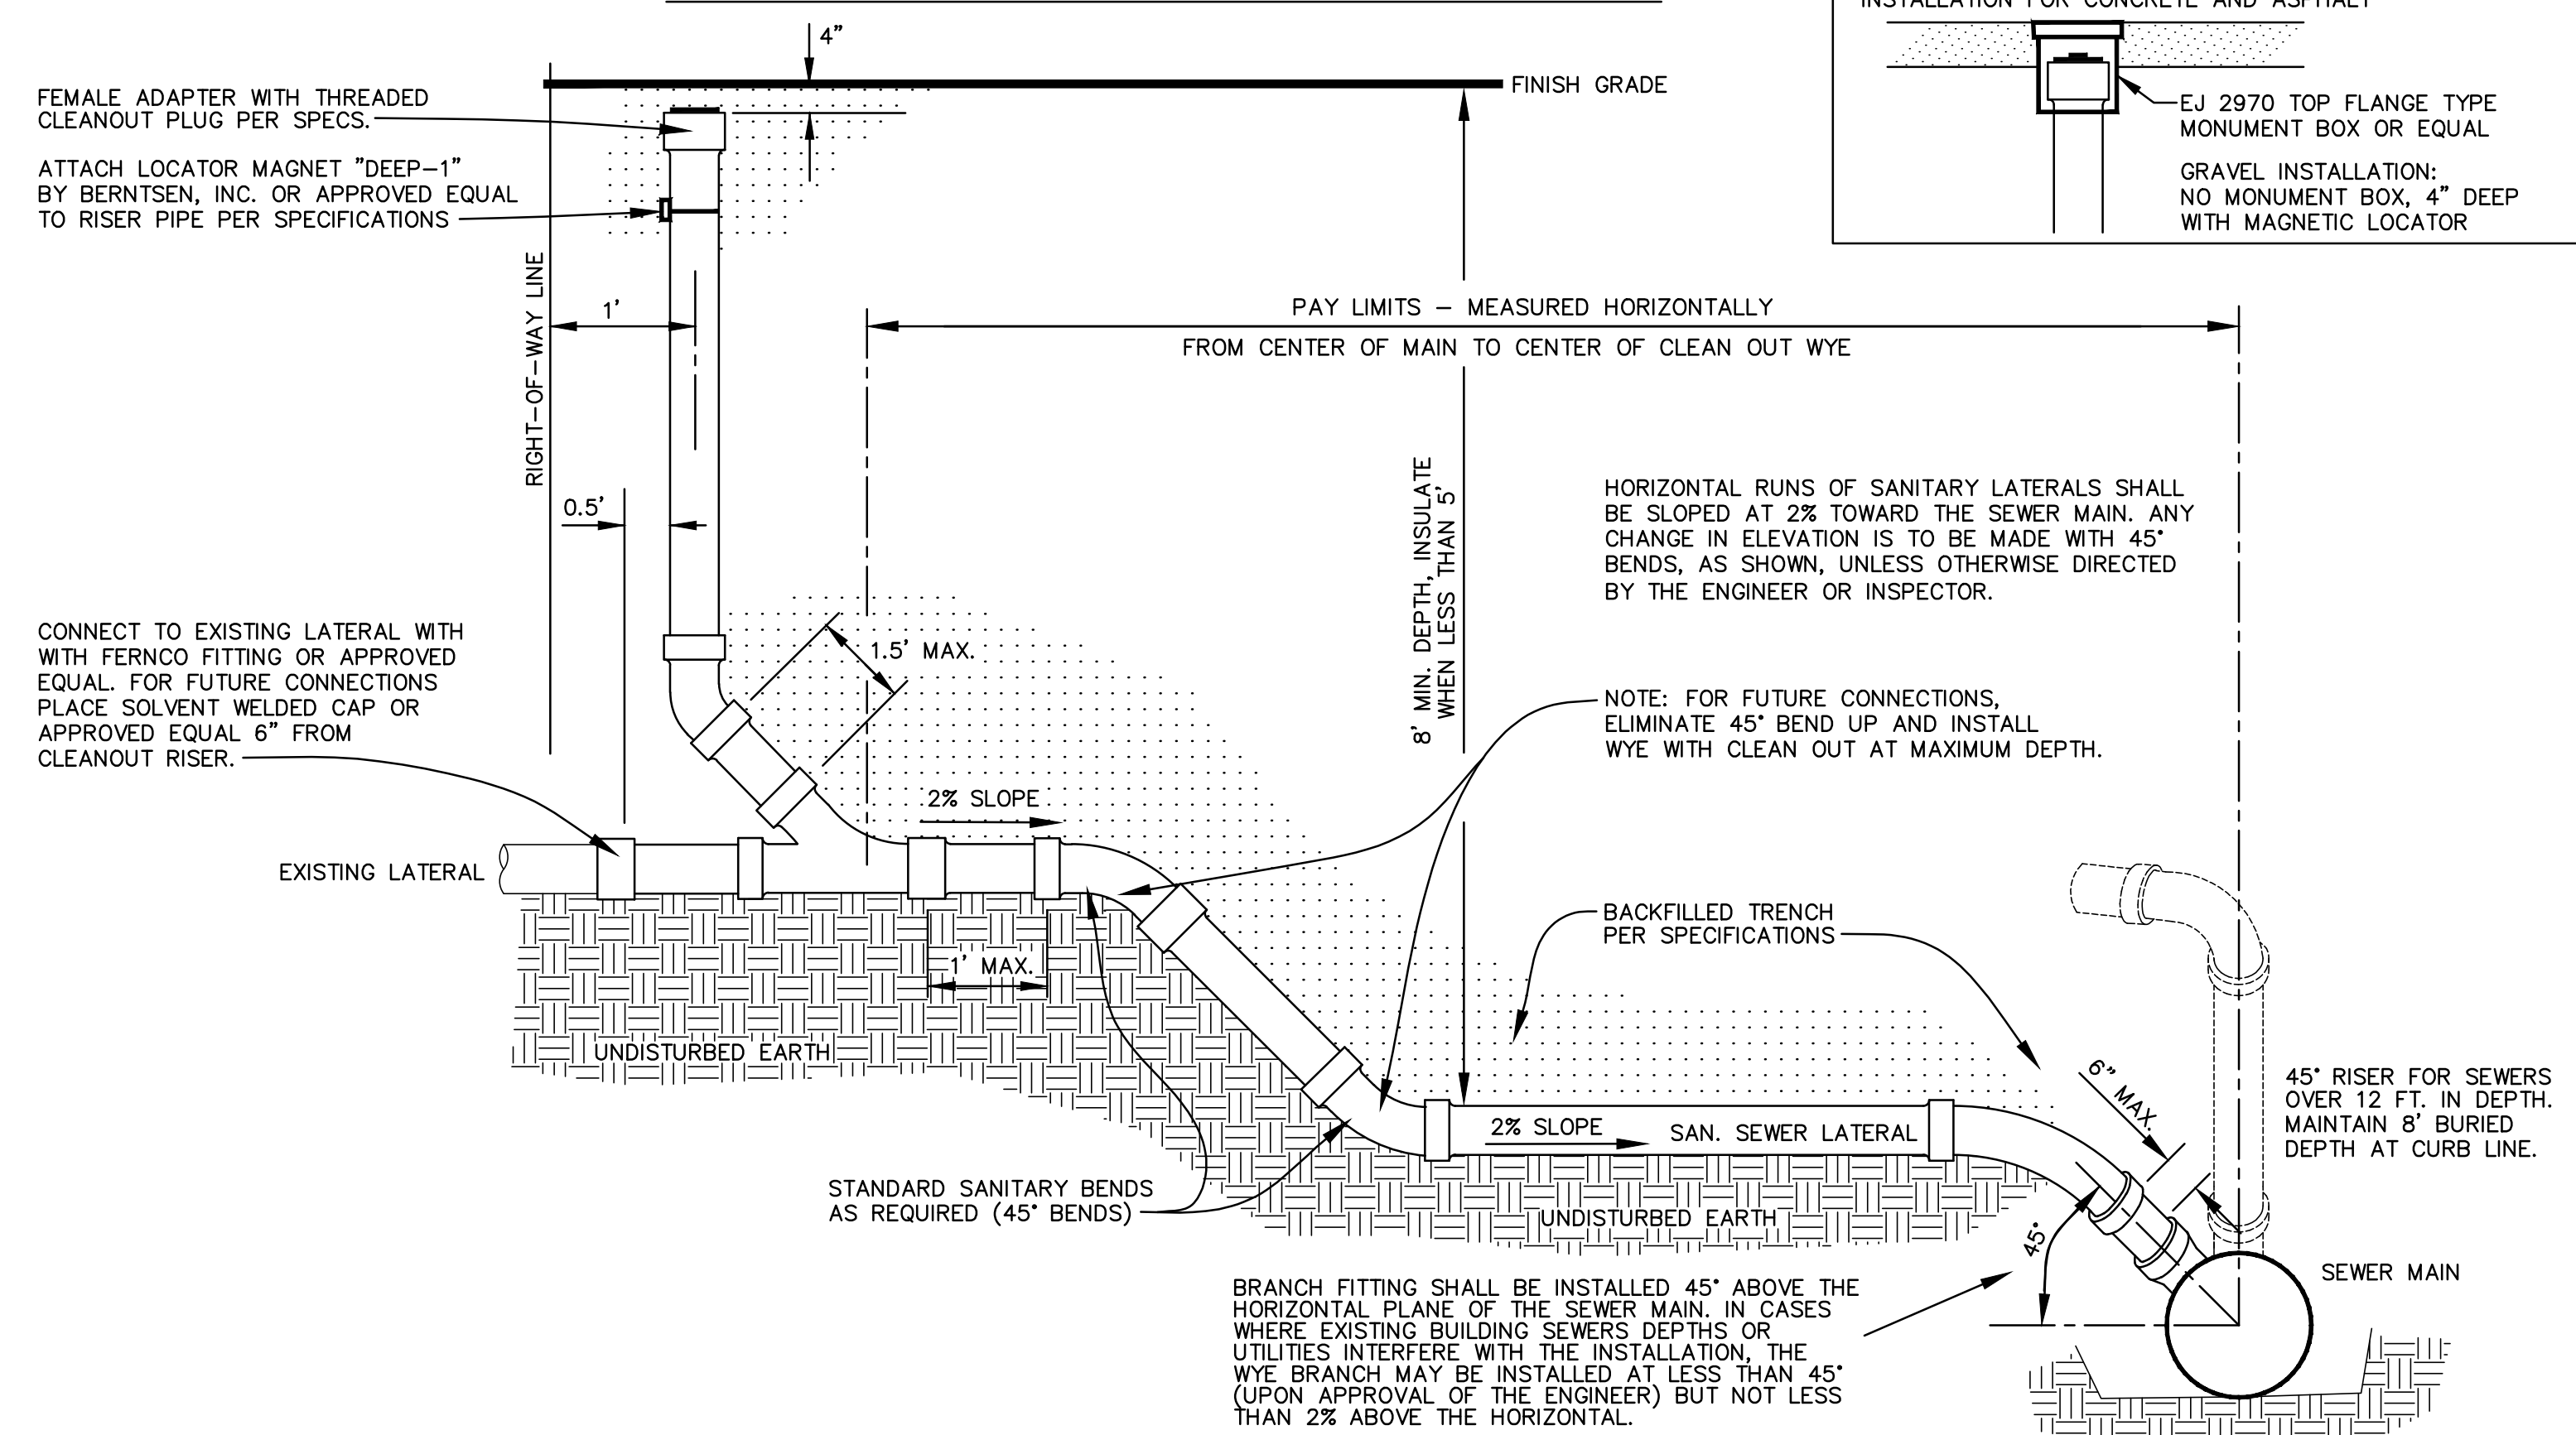 INSTALLATION FOR CONCRETE AND ASPHALT
4”
FINISH GRADE
FEMALE ADAPTER WITH THREADED
CLEANOUT PLUG PER SPECS.
EJ 2970 TOP FLANGE TYPE
MONUMENT BOX OR EQUAL
ATTACH LOCATOR MAGNET ”DEEP–1”
BY BERNTSEN, INC. OR APPROVED EQUAL
TO RISER PIPE PER SPECIFICATIONS
GRAVEL INSTALLATION:
NO MONUMENT BOX, 4” DEEP
WITH MAGNETIC LOCATOR
RIGHT–OF–WAY LINE
1’
PAY LIMITS – MEASURED HORIZONTALLY
FROM CENTER OF MAIN TO CENTER OF CLEAN OUT WYE
0.5’
8’ MIN. DEPTH, INSULATE
WHEN LESS THAN 5’
HORIZONTAL RUNS OF SANITARY LATERALS SHALL
BE SLOPED AT 2% TOWARD THE SEWER MAIN. ANY
CHANGE IN ELEVATION IS TO BE MADE WITH 45°
BENDS, AS SHOWN, UNLESS OTHERWISE DIRECTED
BY THE ENGINEER OR INSPECTOR.
CONNECT TO EXISTING LATERAL WITH
WITH FERNCO FITTING OR APPROVED
EQUAL. FOR FUTURE CONNECTIONS
PLACE SOLVENT WELDED CAP OR
APPROVED EQUAL 6” FROM
CLEANOUT RISER.
1.5’ MAX.
NOTE: FOR FUTURE CONNECTIONS,
ELIMINATE 45° BEND UP AND INSTALL
WYE WITH CLEAN OUT AT MAXIMUM DEPTH.
2% SLOPE
EXISTING LATERAL
BACKFILLED TRENCH
PER SPECIFICATIONS
1’ MAX.
UNDISTURBED EARTH
6” MAX.
45° RISER FOR SEWERS
OVER 12 FT. IN DEPTH.
MAINTAIN 8’ BURIED
DEPTH AT CURB LINE.
2% SLOPE
SAN. SEWER LATERAL
STANDARD SANITARY BENDS
AS REQUIRED (45° BENDS)
UNDISTURBED EARTH
45°
SEWER MAIN
BRANCH FITTING SHALL BE INSTALLED 45° ABOVE THE
HORIZONTAL PLANE OF THE SEWER MAIN. IN CASES
WHERE EXISTING BUILDING SEWERS DEPTHS OR
UTILITIES INTERFERE WITH THE INSTALLATION, THE
WYE BRANCH MAY BE INSTALLED AT LESS THAN 45°
(UPON APPROVAL OF THE ENGINEER) BUT NOT LESS
THAN 2% ABOVE THE HORIZONTAL.